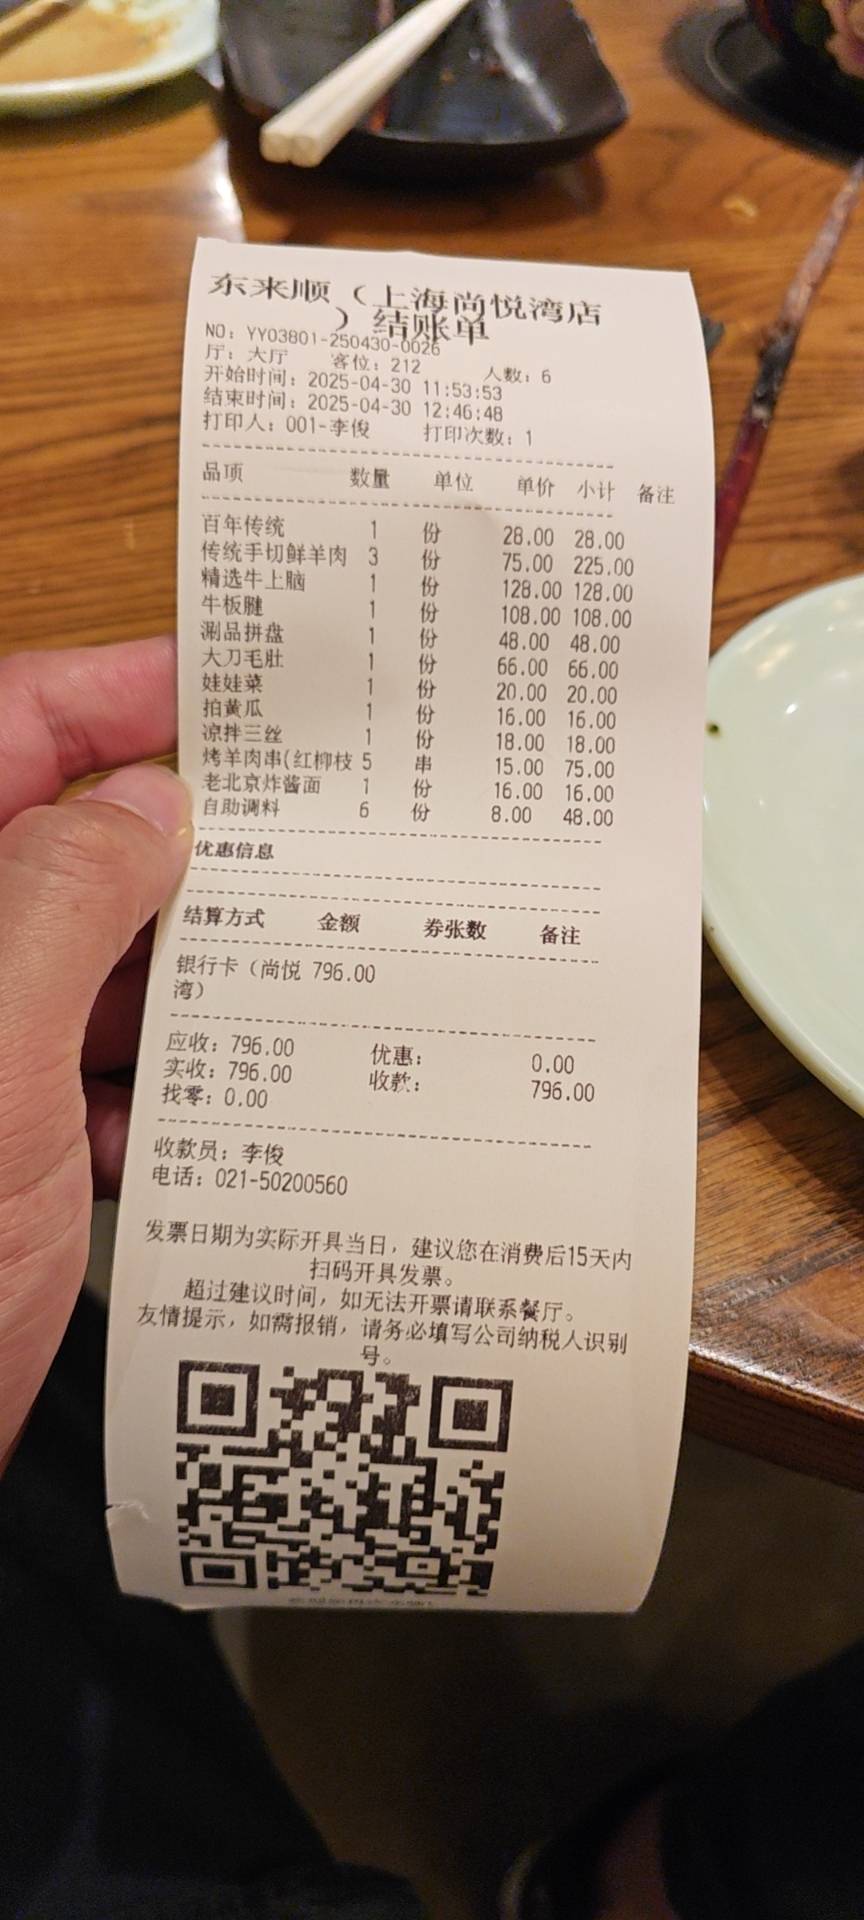 东来顺（上海尚悦湾店
）结账单
NO: YY03801-250430-0026
厅: 大厅 客位: 212 人数: 6
开始时间: 2025-04-30 11:53:53
结束时间: 2025-04-30 12:46:48
打印人: 001-李俊 打印次数: 1
品项 数量 单位 单价 小计 备注
百年传统 1 份 28.00 28.00
传统手切鲜羊肉 3 份 75.00 225.00
精选牛上脑 1 份 128.00 128.00
牛板腱 1 份 108.00 108.00
涮品拼盘 1 份 48.00 48.00
大刀毛肚 1 份 66.00 66.00
娃娃菜 1 份 20.00 20.00
拍黄瓜 1 份 16.00 16.00
凉拌三丝 1 份 18.00 18.00
烤羊肉串(红柳枝 5 串 15.00 75.00
老北京炸酱面 1 份 16.00 16.00
自助调料 6 份 8.00 48.00
优惠信息
结算方式 金额 券张数 备注
银行卡（尚悦 796.00
湾）
应收: 796.00 优惠: 0.00
实收: 796.00 收款: 796.00
找零: 0.00
收款员: 李俊
电话: 021-50200560
发票日期为实际开具当日，建议您在消费后15天内
扫码开具发票。
超过建议时间，如无法开票请联系餐厅。
友情提示，如需报销，请务必填写公司纳税人识别
号。